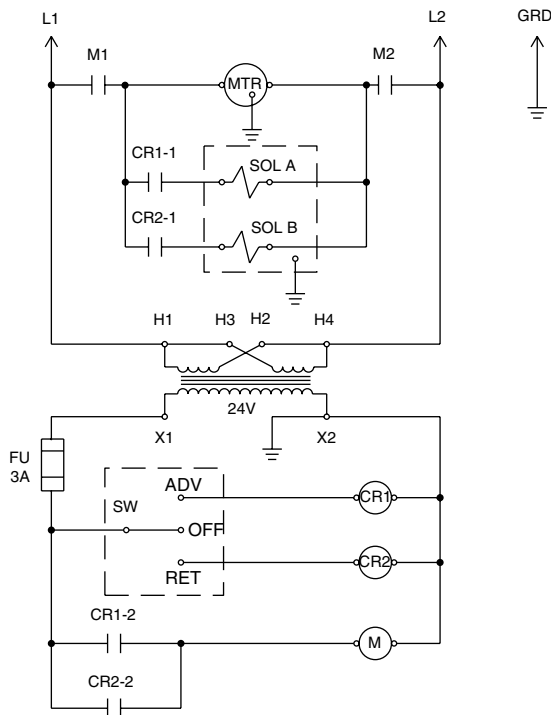 L1
L2
GRD
M1
M2
MTR
CR1-1
SOL A
CR2-1
SOL B
H1
H3
H2
H4
24V
X1
X2
FU
3A
ADV
SW
OFF
RET
CR1
CR2
CR1-2
M
CR2-2